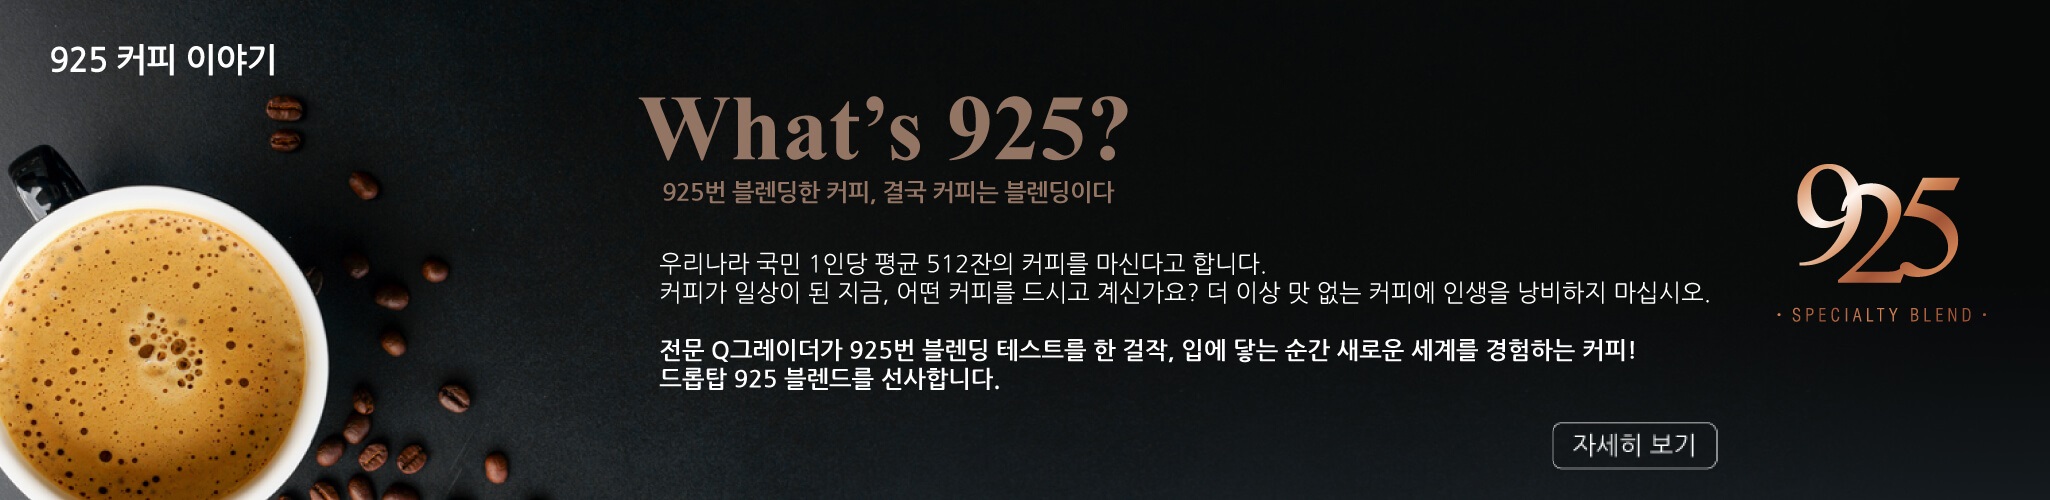 925 커피 이야기
What's 925?
925번 블렌딩한 커피, 결국 커피는 블렌딩이다
우리나라 국민 1인당 평균 512잔의 커피를 마신다고 합니다.
커피가 일상이 된 지금, 어떤 커피를 드시고 계신가요? 더 이상 맛 없는 커피에 인생을 낭비하지 마십시오.
전문 Q그레이더가 925번 블렌딩 테스트를 한 걸작, 입에 닿는 순간 새로운 세계를 경험하는 커피!
드롭탑 925 블렌드를 선사합니다.
925
· SPECIALTY BLEND ·
자세히 보기